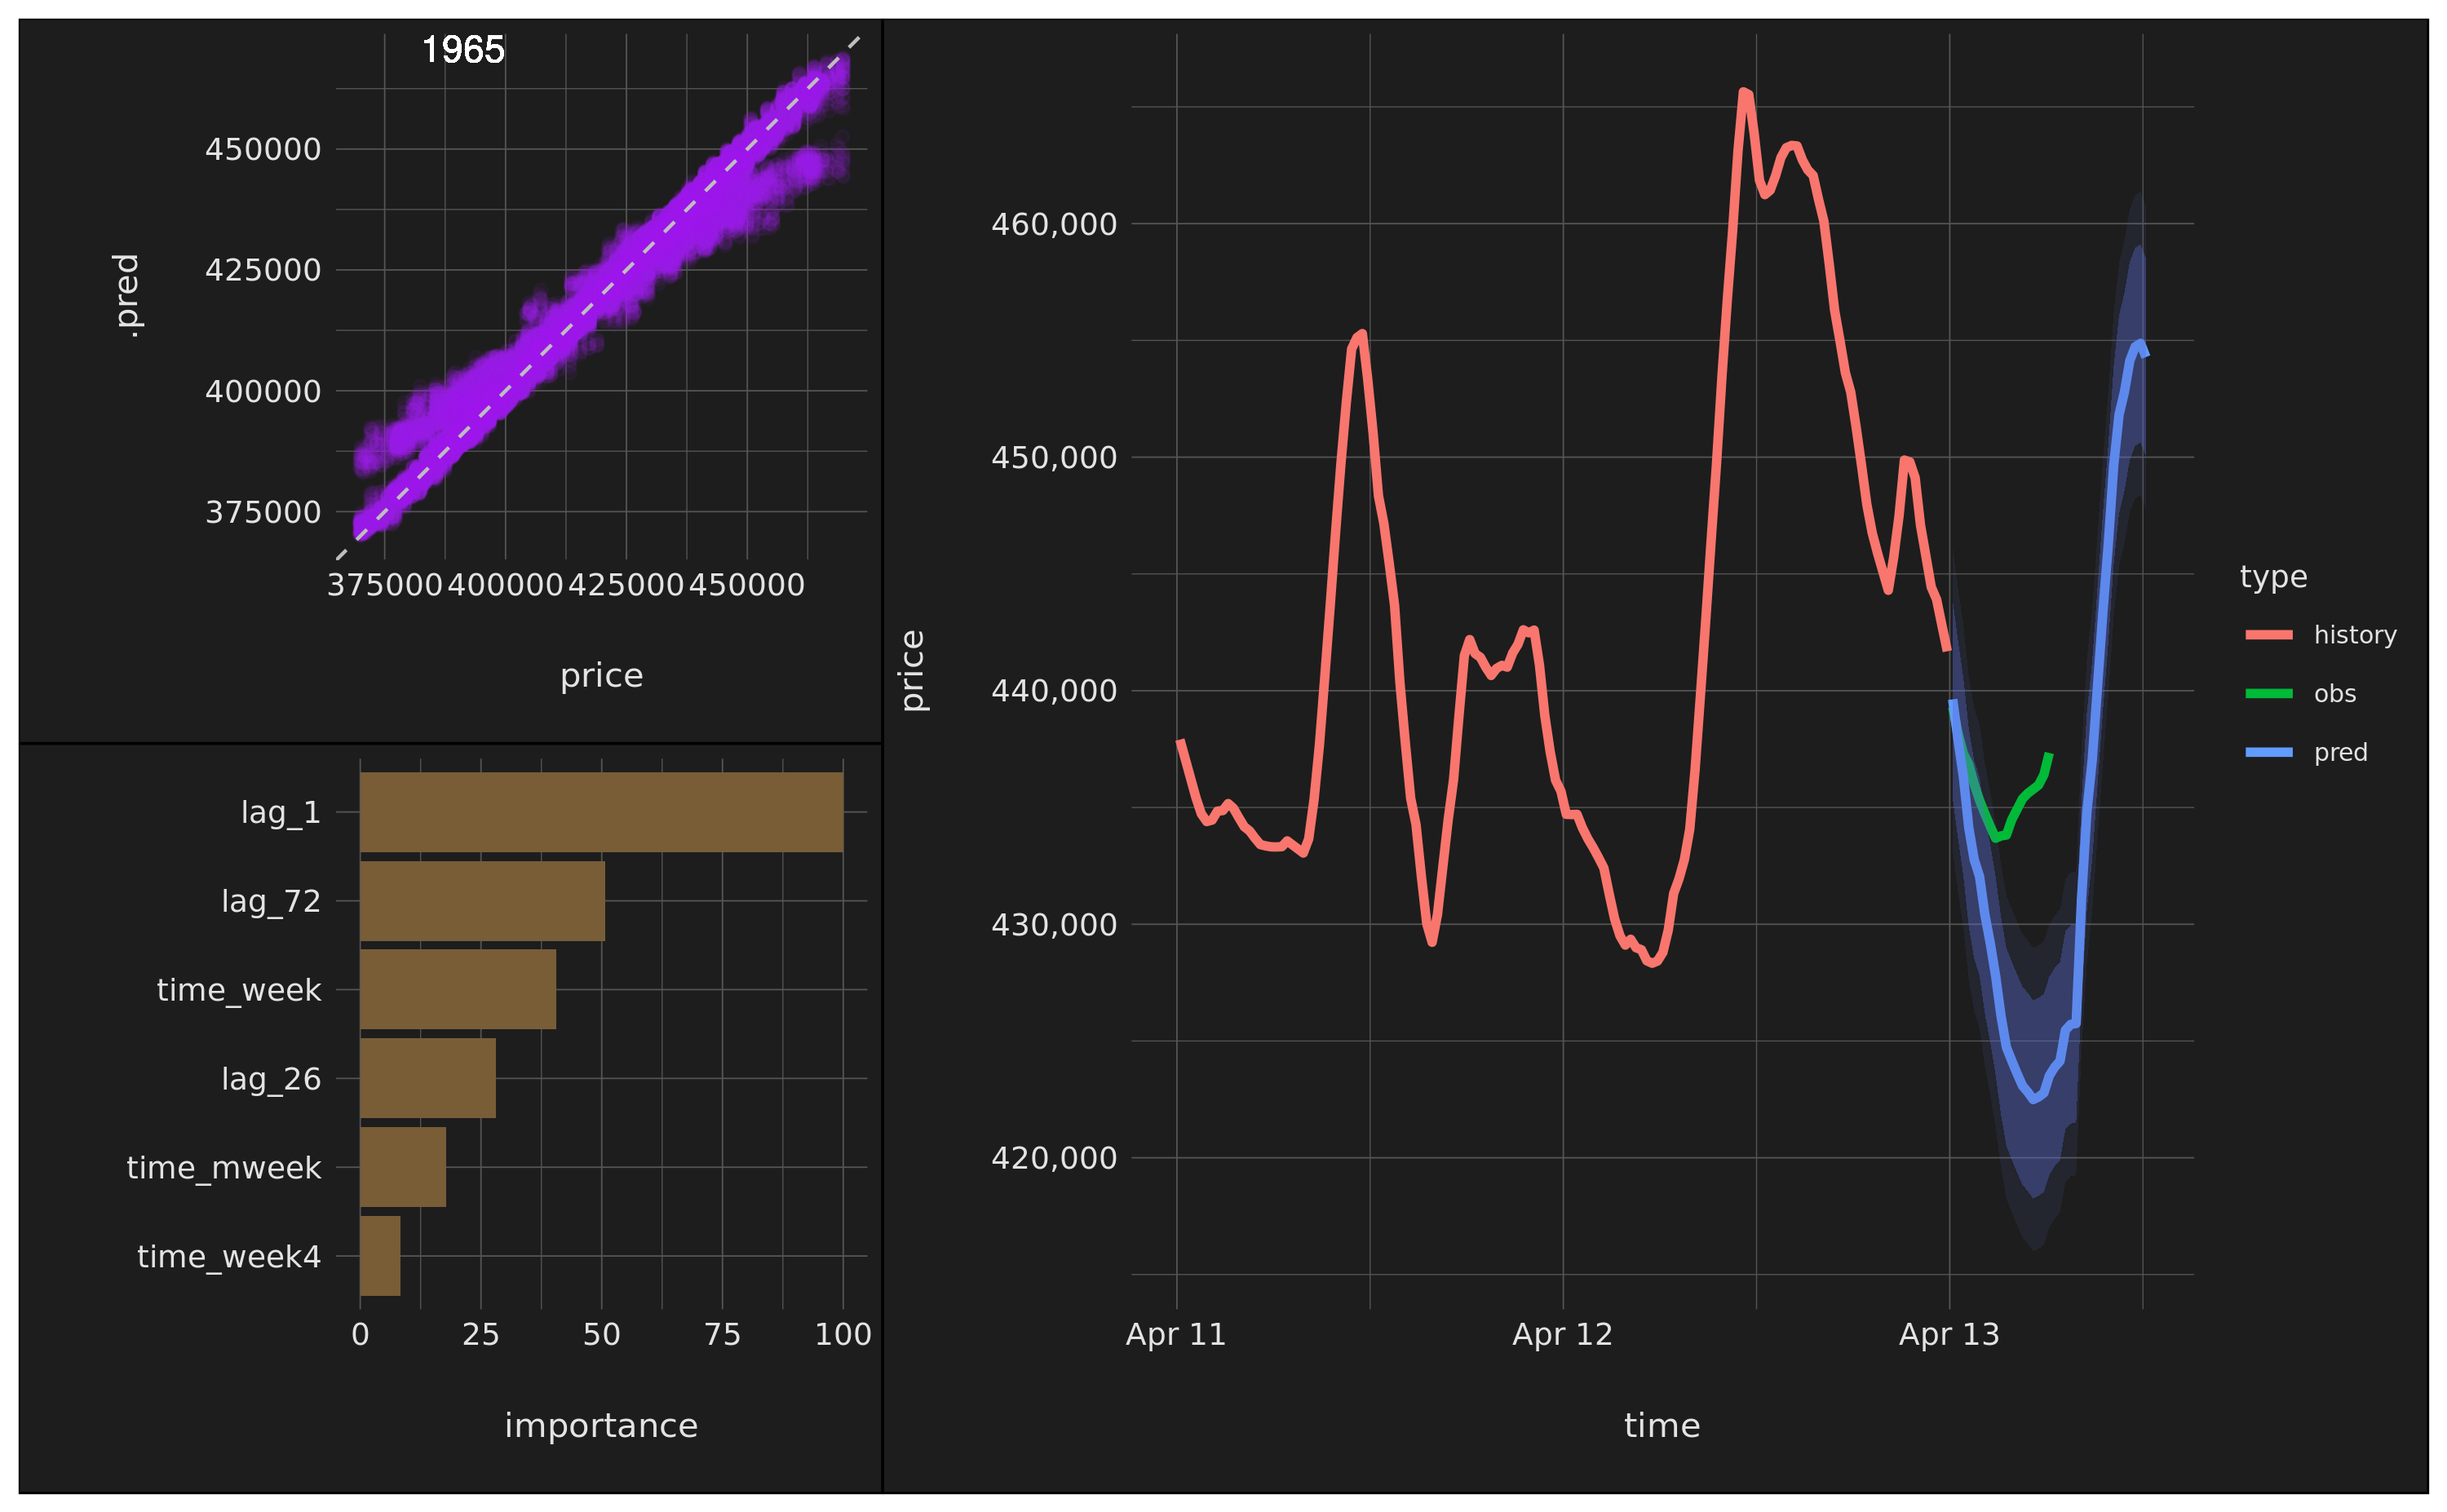 1965
.pred
450000
425000
400000
375000
375000 400000 425000 450000
price
lag_1
lag_72
time_week
lag_26
time_mweek
time_week4
0 25 50 75 100
importance
price
460,000
450,000
440,000
430,000
420,000
Apr 11 Apr 12 Apr 13
time
type
history
obs
pred